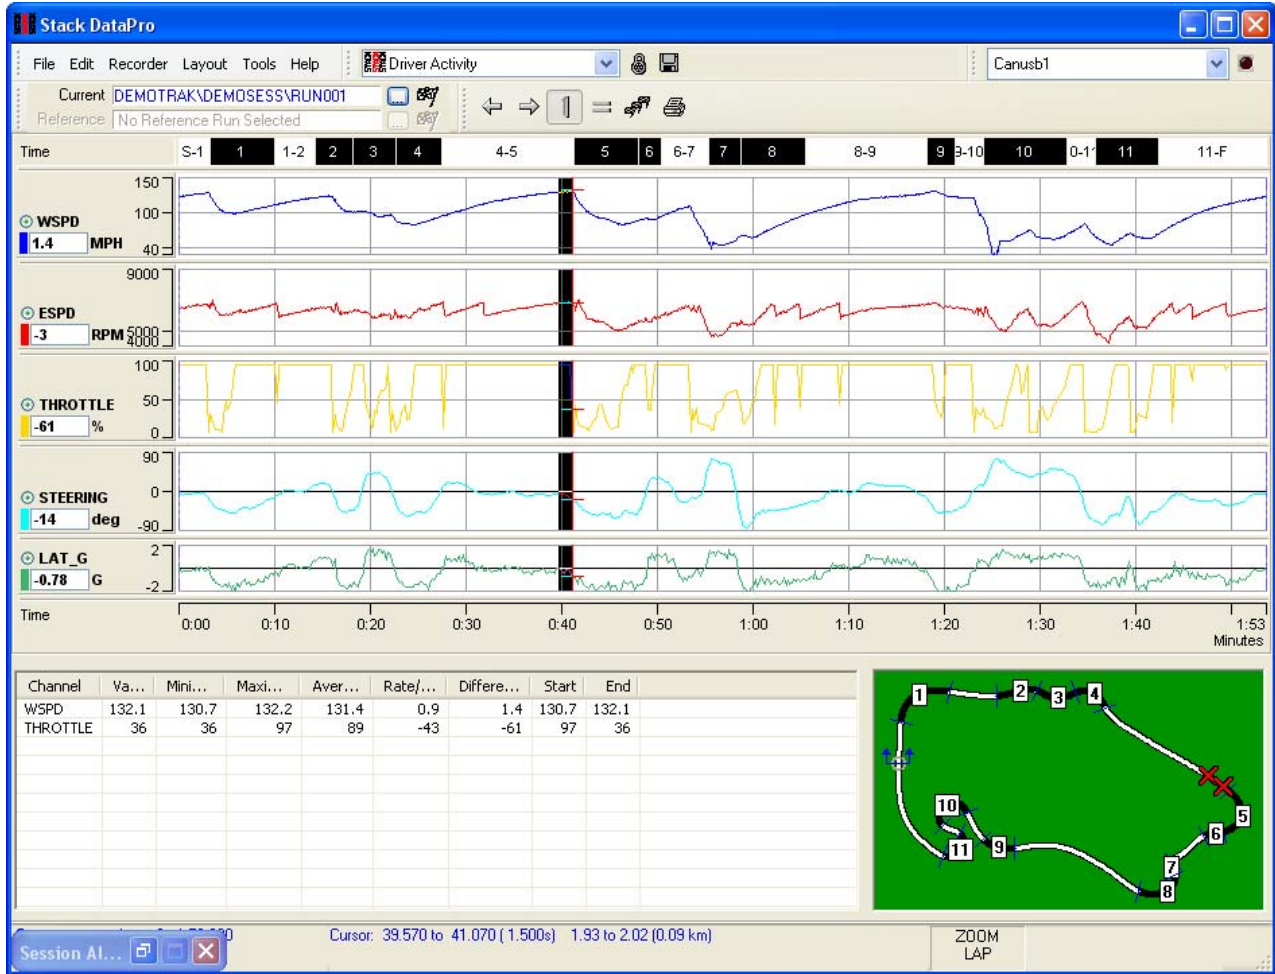 Stack DataPro
File Edit Recorder Layout Tools Help Driver Activity Canusb1
Current DEMOTRAK\DEMOSESS\RUN001
Reference No Reference Run Selected
Time S-1 1 1-2 2 3 4 4-5 5 6 6-7 7 8 8-9 9 9-10 10 0-1 11 11-F
150
100
40
WSPD
1.4 MPH
9000
5000
4000
ESPD
-3 RPM
100
50
0
THROTTLE
-61 %
90
0
-90
STEERING
-14 deg
2
-2
LAT_G
-0.78 G
Time 0:00 0:10 0:20 0:30 0:40 0:50 1:00 1:10 1:20 1:30 1:40 1:53
Minutes
Channel Va... Mini... Maxi... Aver... Rate/... Differe... Start End
WSPD 132.1 130.7 132.2 131.4 0.9 1.4 130.7 132.1
THROTTLE 36 36 97 89 -43 -61 97 36
1 2 3 4
5
6
7
8
9
10
11
Cursor: 39.570 to 41.070 ( 1.500s) 1.93 to 2.02 (0.09 km)
ZOOM
LAP
Session Al...